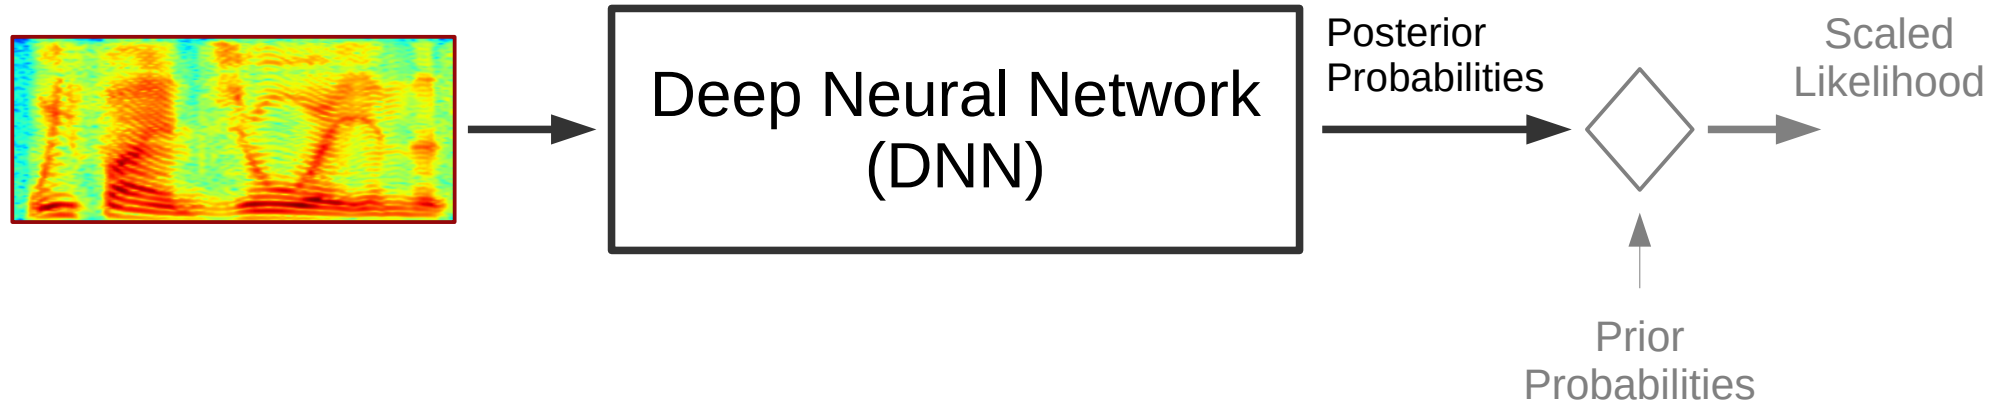 Deep Neural Network
(DNN)
Posterior
Probabilities
Scaled
Likelihood
Prior
Probabilities